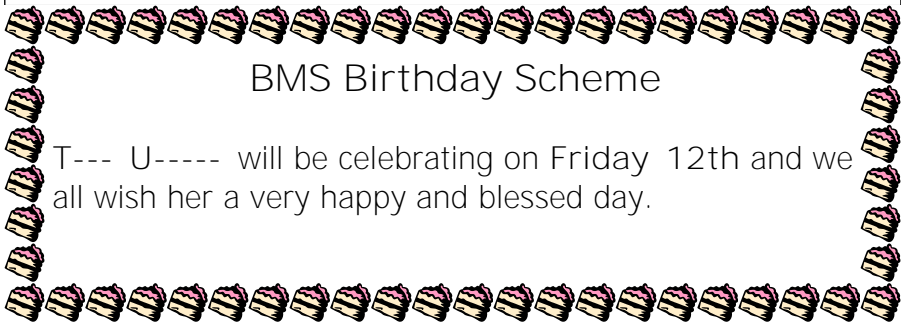 BMS Birthday Scheme
T--- U----- will be celebrating on Friday 12th and we
all wish her a very happy and blessed day.